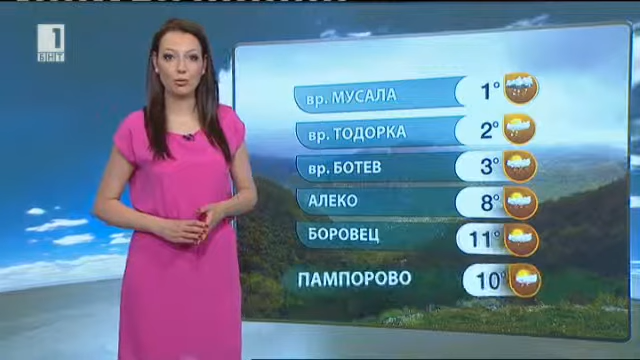 1
БНТ
вр. МУСАЛА 1°
вр. ТОДОРКА 2°
вр. БОТЕВ 3°
АЛЕКО 8°
БОРОВЕЦ 11°
ПАМПОРОВО 10°